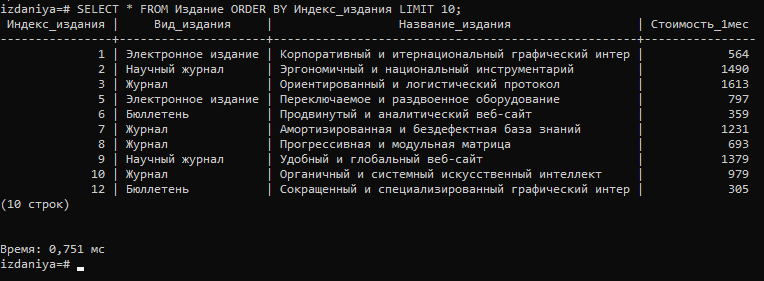 izdaniya=# SELECT * FROM Издание ORDER BY Индекс_издания LIMIT 10;
Индекс_издания | Вид_издания | Название_издания | Стоимость_1мес
---------------+--------------------+------------------------------------------------+---------------
1 | Электронное издание | Корпоративный и итернациональный графический интер | 564
2 | Научный журнал | Эргономичный и национальный инструментарий | 1490
3 | Журнал | Ориентированный и логистический протокол | 1613
5 | Электронное издание | Переключаемое и раздвоенное оборудование | 797
6 | Бюллетень | Продвинутый и аналитический веб-сайт | 359
7 | Журнал | Амортизированная и бездефектная база знаний | 1231
8 | Журнал | Прогрессивная и модульная матрица | 693
9 | Научный журнал | Удобный и глобальный веб-сайт | 1379
10 | Журнал | Органичный и системный искусственный интеллект | 979
12 | Бюллетень | Сокращенный и специализированный графический интер | 305
(10 строк)
Время: 0,751 мс
izdaniya=#